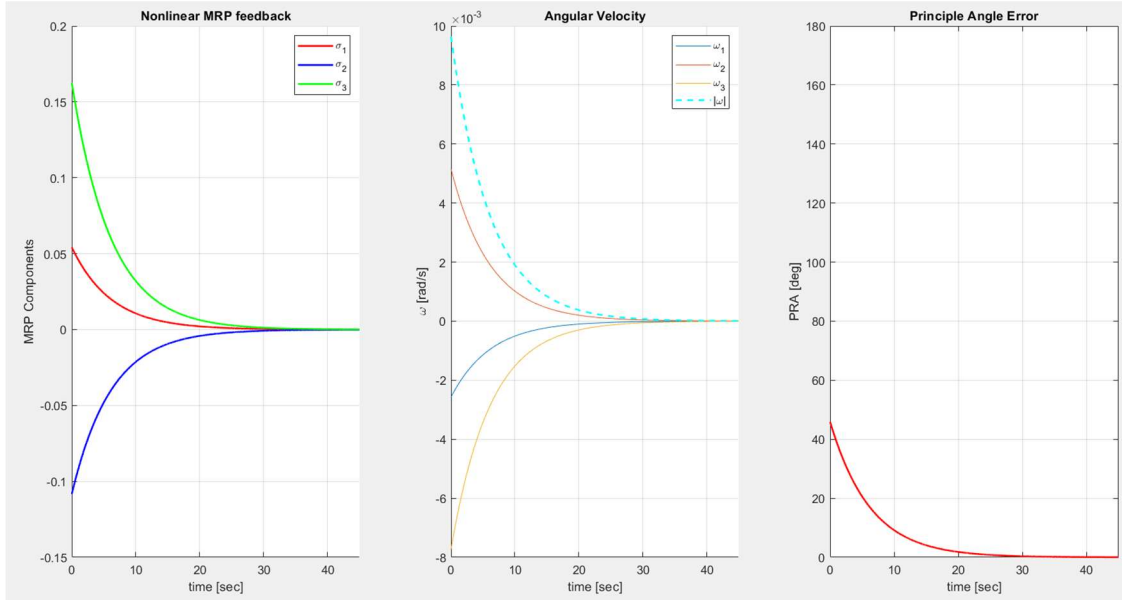 Nonlinear MRP feedback
0.2
0.15
0.1
0.05
0
-0.05
-0.1
-0.15
MRP Components
σ1
σ2
σ3
0 10 20 30 40
time [sec]
Angular Velocity
×10-3
10
8
6
4
2
0
-2
-4
-6
-8
ω [rad/s]
ω1
ω2
ω3
|ω|
0 10 20 30 40
time [sec]
Principle Angle Error
180
160
140
120
100
80
60
40
20
0
PRA [deg]
0 10 20 30 40
time [sec]